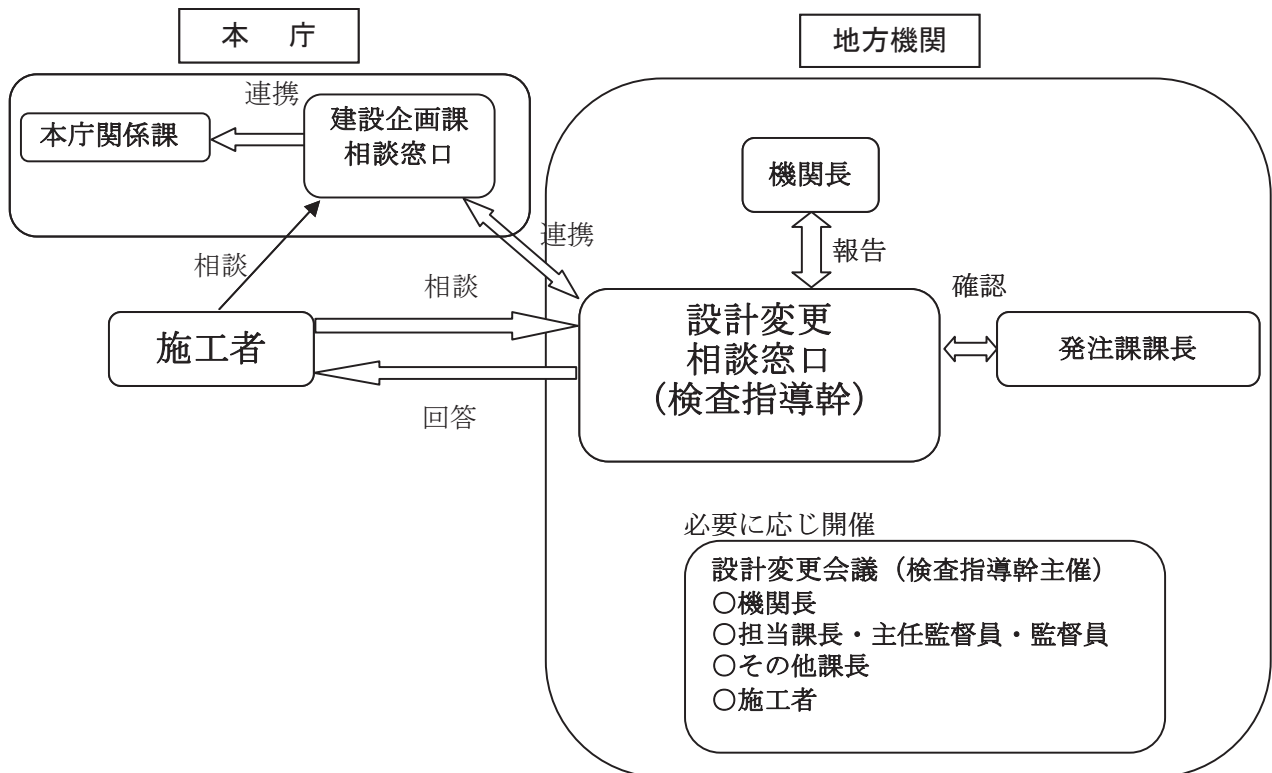 本 庁
地方機関
連携
本庁関係課
建設企画課
相談窓口
機関長
連携
報告
相談
相談
確認
施工者
設計変更
相談窓口
(検査指導幹)
発注課課長
回答
必要に応じ開催
設計変更会議（検査指導幹主催）
○機関長
○担当課長・主任監督員・監督員
○その他課長
○施工者